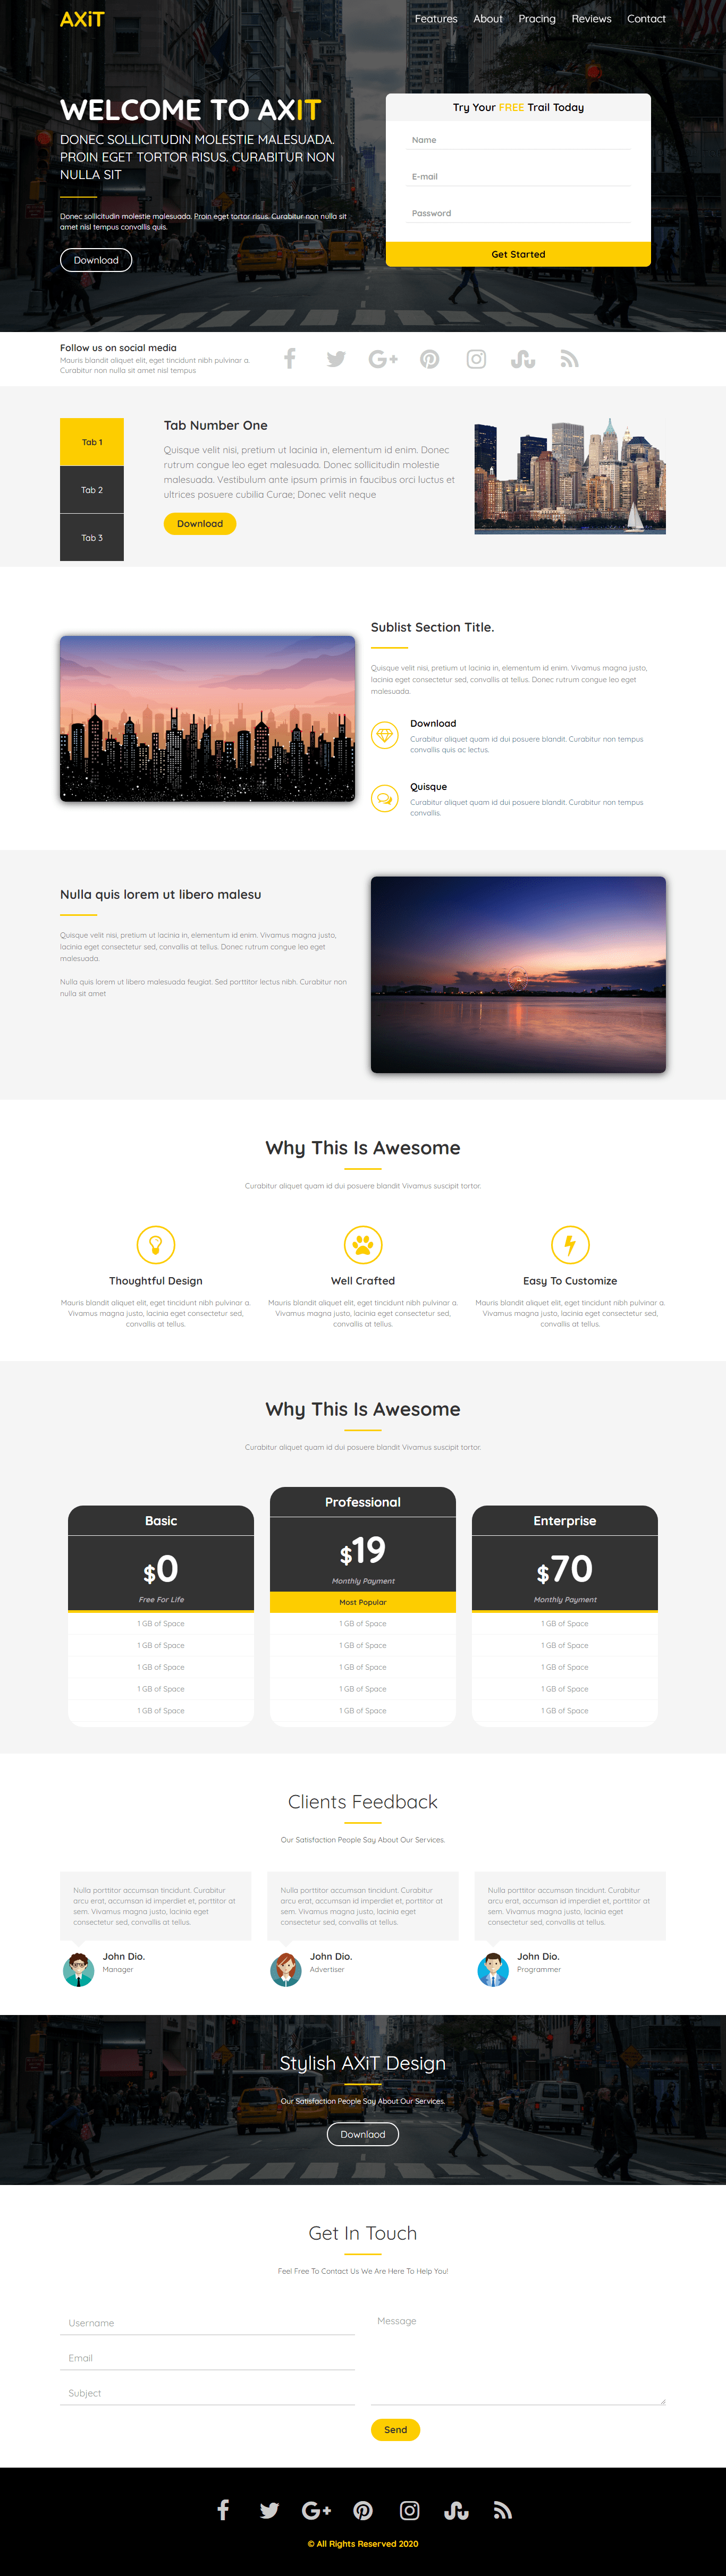 AXiT
Features About Pracing Reviews Contact
WELCOME TO AXIT
DONEC SOLLICITUDIN MOLESTIE MALESUADA.
PROIN EGET TORTOR RISUS. CURABITUR NON
NULLA SIT
Donec sollicitudin molestie malesuada. Proin eget tortor risus. Curabitur non nulla sit
amet nisl tempus convallis quis.
Download
Try Your FREE Trail Today
Name
E-mail
Password
Get Started
Follow us on social media
Mauris blandit aliquet elit, eget tincidunt nibh pulvinar a.
Curabitur non nulla sit amet nisl tempus
Tab 1
Tab 2
Tab 3
Tab Number One
Quisque velit nisi, pretium ut lacinia in, elementum id enim. Donec
rutrum congue leo eget malesuada. Donec sollicitudin molestie
malesuada. Vestibulum ante ipsum primis in faucibus orci luctus et
ultrices posuere cubilia Curae; Donec velit neque
Download
Sublist Section Title.
Quisque velit nisi, pretium ut lacinia in, elementum id enim. Vivamus magna justo,
lacinia eget consectetur sed, convallis at tellus. Donec rutrum congue leo eget
malesuada.
Download
Curabitur aliquet quam id dui posuere blandit. Curabitur non tempus
convallis quis ac lectus.
Quisque
Curabitur aliquet quam id dui posuere blandit. Curabitur non tempus
convallis.
Nulla quis lorem ut libero malesu
Quisque velit nisi, pretium ut lacinia in, elementum id enim. Vivamus magna justo,
lacinia eget consectetur sed, convallis at tellus. Donec rutrum congue leo eget
malesuada.
Nulla quis lorem ut libero malesuada feugiat. Sed porttitor lectus nibh. Curabitur non
nulla sit amet
Why This Is Awesome
Curabitur aliquet quam id dui posuere blandit Vivamus suscipit tortor.
Thoughtful Design
Mauris blandit aliquet elit, eget tincidunt nibh pulvinar a.
Vivamus magna justo, lacinia eget consectetur sed,
convallis at tellus.
Well Crafted
Mauris blandit aliquet elit, eget tincidunt nibh pulvinar a.
Vivamus magna justo, lacinia eget consectetur sed,
convallis at tellus.
Easy To Customize
Mauris blandit aliquet elit, eget tincidunt nibh pulvinar a.
Vivamus magna justo, lacinia eget consectetur sed,
convallis at tellus.
Why This Is Awesome
Curabitur aliquet quam id dui posuere blandit Vivamus suscipit tortor.
Basic
$0
Free For Life
1 GB of Space
1 GB of Space
1 GB of Space
1 GB of Space
1 GB of Space
Professional
$19
Monthly Payment
Most Popular
1 GB of Space
1 GB of Space
1 GB of Space
1 GB of Space
1 GB of Space
Enterprise
$70
Monthly Payment
1 GB of Space
1 GB of Space
1 GB of Space
1 GB of Space
1 GB of Space
Clients Feedback
Our Satisfaction People Say About Our Services.
Nulla porttitor accumsan tincidunt. Curabitur
arcu erat, accumsan id imperdiet et, porttitor at
sem. Vivamus magna justo, lacinia eget
consectetur sed, convallis at tellus.
John Dio.
Manager
Nulla porttitor accumsan tincidunt. Curabitur
arcu erat, accumsan id imperdiet et, porttitor at
sem. Vivamus magna justo, lacinia eget
consectetur sed, convallis at tellus.
John Dio.
Advertiser
Nulla porttitor accumsan tincidunt. Curabitur
arcu erat, accumsan id imperdiet et, porttitor at
sem. Vivamus magna justo, lacinia eget
consectetur sed, convallis at tellus.
John Dio.
Programmer
Stylish AXiT Design
Our Satisfaction People Say About Our Services.
Downlaod
Get In Touch
Feel Free To Contact Us We Are Here To Help You!
Username
Email
Subject
Message
Send
© All Rights Reserved 2020